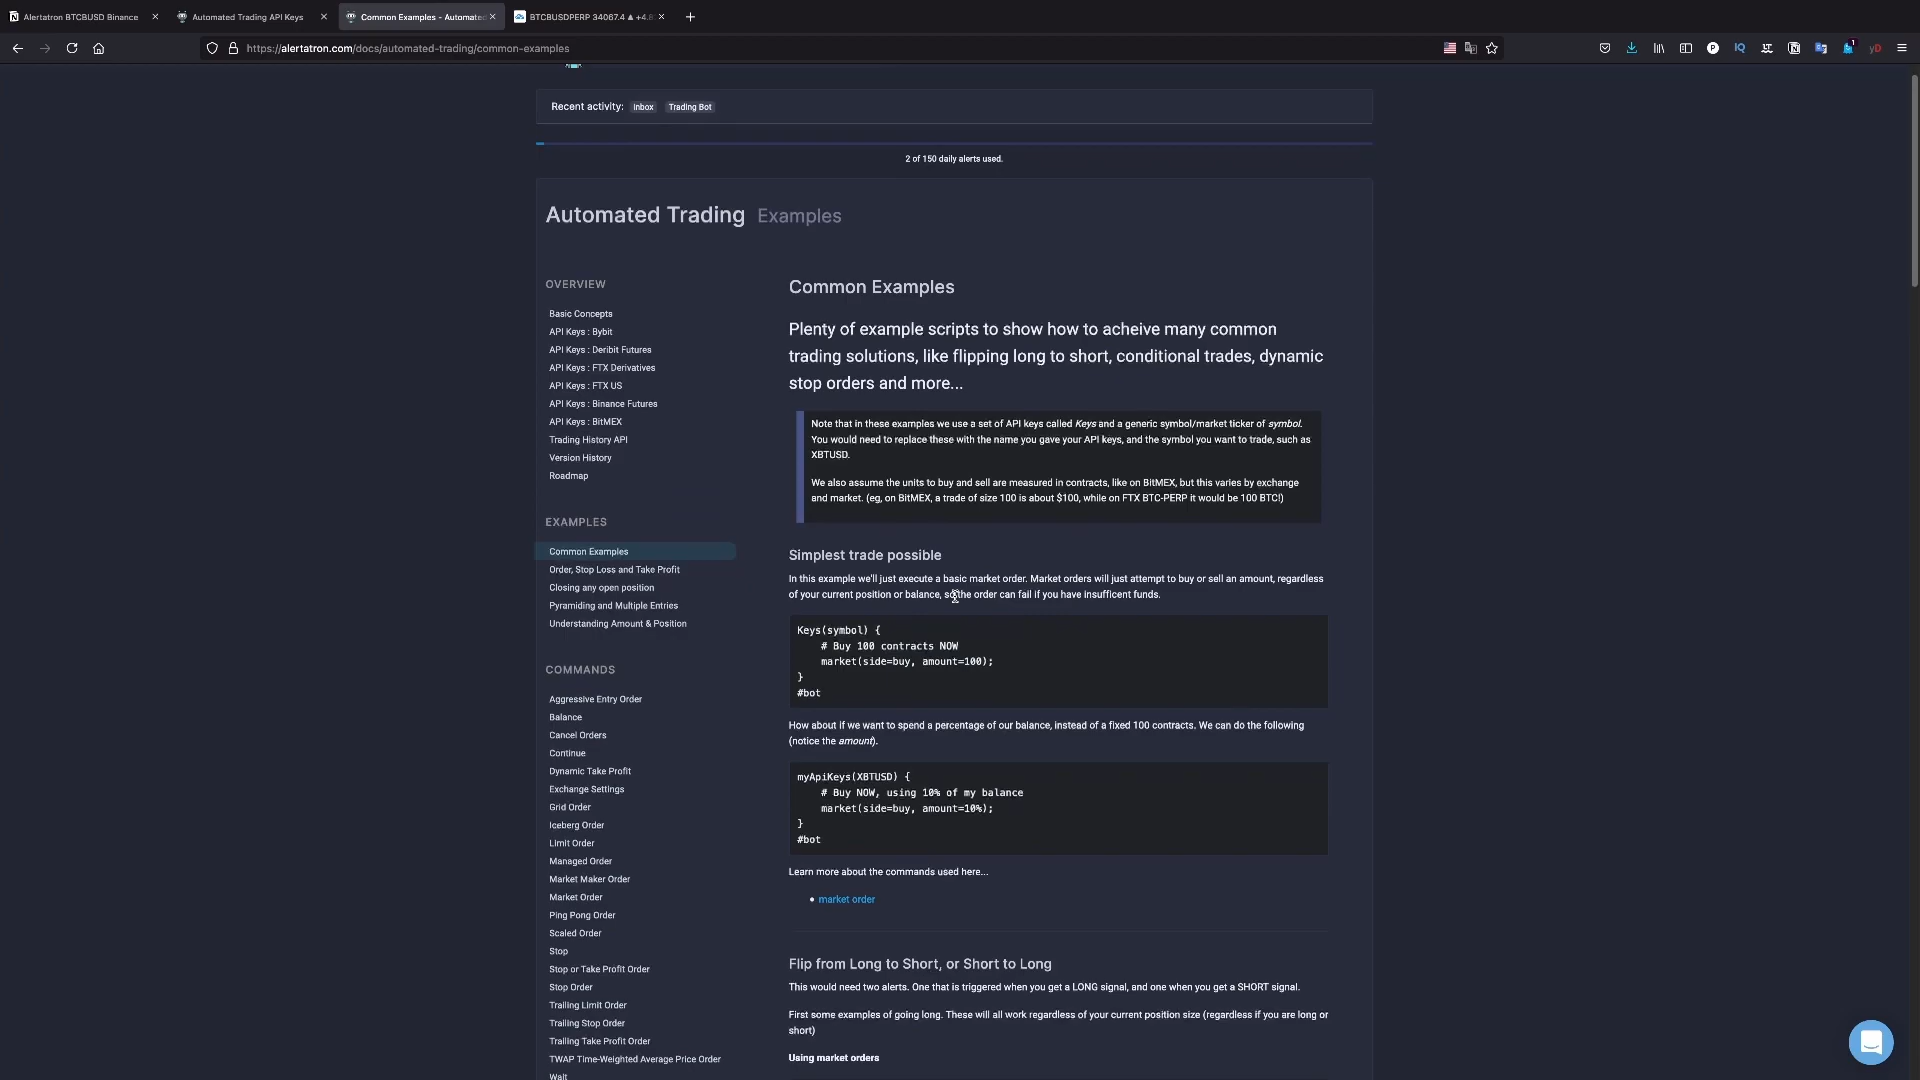 Alertatron BTCBUSD Binance
Automated Trading API Keys
Common Examples - Automated
BTCBUSDPERP 34067.4 ▲ +4.8
https://alertatron.com/docs/automated-trading/common-examples
Recent activity: Inbox Trading Bot
2 of 150 daily alerts used.
Automated Trading Examples
OVERVIEW
Basic Concepts
API Keys : Bybit
API Keys : Deribit Futures
API Keys : FTX Derivatives
API Keys : FTX US
API Keys : Binance Futures
API Keys : BitMEX
Trading History API
Version History
Roadmap
EXAMPLES
Common Examples
Order, Stop Loss and Take Profit
Closing any open position
Pyramiding and Multiple Entries
Understanding Amount & Position
COMMANDS
Aggressive Entry Order
Balance
Cancel Orders
Continue
Dynamic Take Profit
Exchange Settings
Grid Order
Iceberg Order
Limit Order
Managed Order
Market Maker Order
Market Order
Ping Pong Order
Scaled Order
Stop
Stop or Take Profit Order
Stop Order
Trailing Limit Order
Trailing Stop Order
Trailing Take Profit Order
TWAP Time-Weighted Average Price Order
Wait
Common Examples
Plenty of example scripts to show how to acheive many common
trading solutions, like flipping long to short, conditional trades, dynamic
stop orders and more...
Note that in these examples we use a set of API keys called Keys and a generic symbol/market ticker of symbol.
You would need to replace these with the name you gave your API keys, and the symbol you want to trade, such as
XBTUSD.
We also assume the units to buy and sell are measured in contracts, like on BitMEX, but this varies by exchange
and market. (eg, on BitMEX, a trade of size 100 is about $100, while on FTX BTC-PERP it would be 100 BTC!)
Simplest trade possible
In this example we'll just execute a basic market order. Market orders will just attempt to buy or sell an amount, regardless
of your current position or balance, so the order can fail if you have insufficent funds.
Keys(symbol) {
# Buy 100 contracts NOW
market(side=buy, amount=100);
}
#bot
How about if we want to spend a percentage of our balance, instead of a fixed 100 contracts. We can do the following
(notice the amount).
myApiKeys(XBTUSD) {
# Buy NOW, using 10% of my balance
market(side=buy, amount=10%);
}
#bot
Learn more about the commands used here...
• market order
Flip from Long to Short, or Short to Long
This would need two alerts. One that is triggered when you get a LONG signal, and one when you get a SHORT signal.
First some examples of going long. These will all work regardless of your current position size (regardless if you are long or
short)
Using market orders